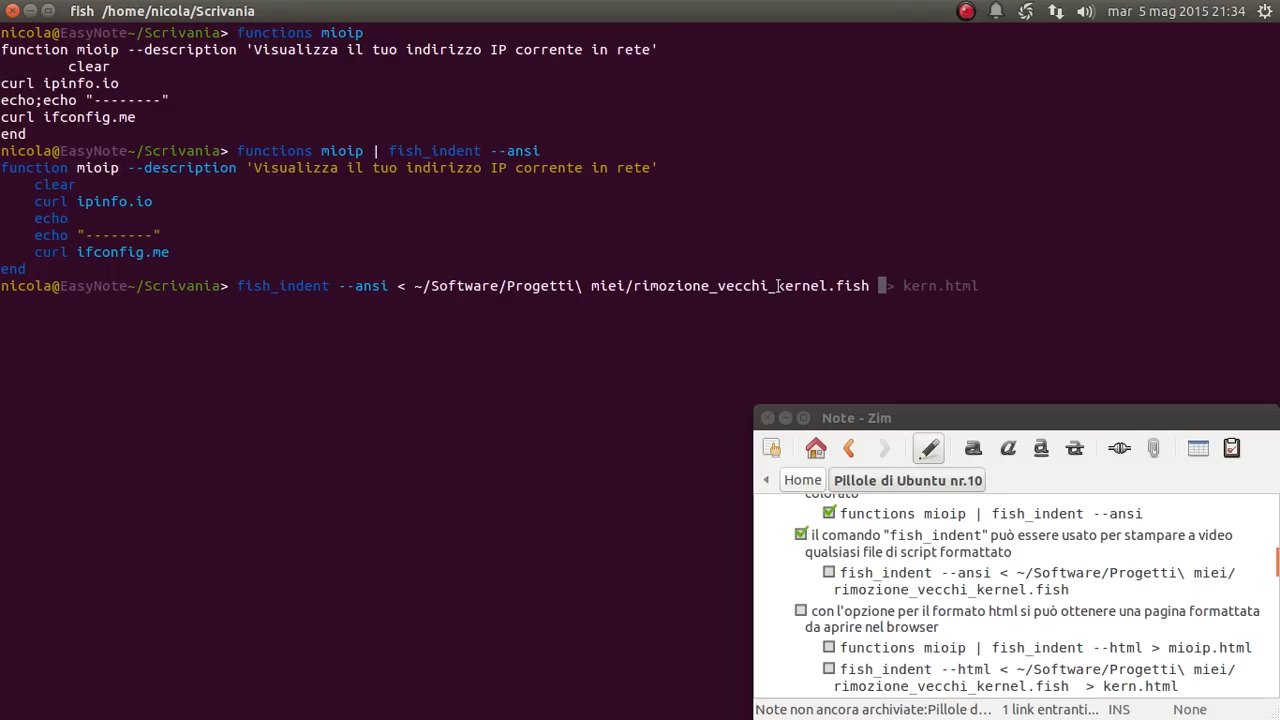 fish /home/nicola/Scrivania
mar 5 mag 2015 21:34
nicola@EasyNote~/Scrivania> functions mioip
function mioip --description 'Visualizza il tuo indirizzo IP corrente in rete'
clear
curl ipinfo.io
echo;echo "--------"
curl ifconfig.me
end
nicola@EasyNote~/Scrivania> functions mioip | fish_indent --ansi
function mioip --description 'Visualizza il tuo indirizzo IP corrente in rete'
clear
curl ipinfo.io
echo
echo "--------"
curl ifconfig.me
end
nicola@EasyNote~/Scrivania> fish_indent --ansi < ~/Software/Progetti\ miei/rimozione_vecchi_kernel.fish > kern.html
Note - Zim
Home
Pillole di Ubuntu nr.10
colorato
functions mioip | fish_indent --ansi
il comando "fish_indent" può essere usato per stampare a video
qualsiasi file di script formattato
fish_indent --ansi < ~/Software/Progetti\ miei/
rimozione_vecchi_kernel.fish
con l'opzione per il formato html si può ottenere una pagina formattata
da aprire nel browser
functions mioip | fish_indent --html > mioip.html
fish_indent --html < ~/Software/Progetti\ miei/
rimozione_vecchi_kernel.fish > kern.html
Note non ancora archiviate:Pillole d...
1 link entranti...
INS
None